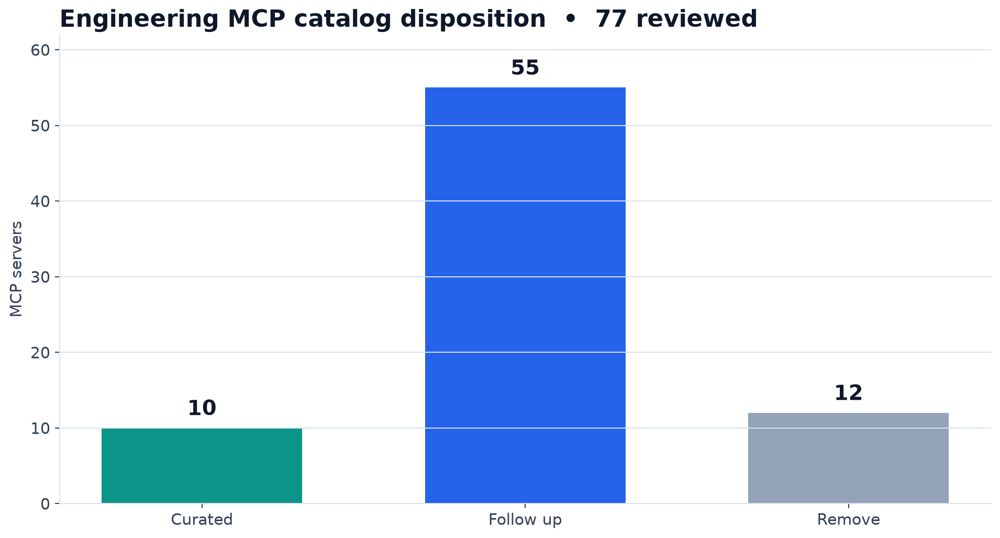 Engineering MCP catalog disposition • 77 reviewed
60
50
40
30
20
10
0
MCP servers
10
55
12
Curated
Follow up
Remove